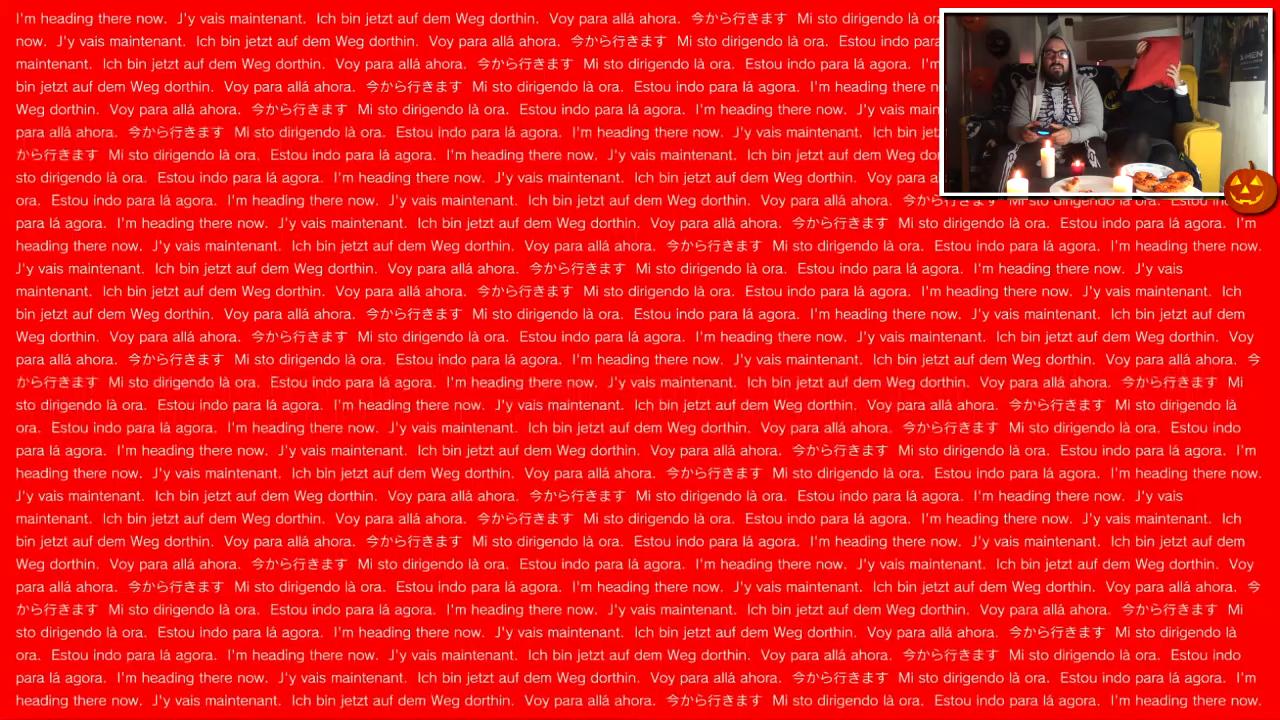 I'm heading there now. J'y vais maintenant. Ich bin jetzt auf dem Weg dorthin. Voy para allá ahora. 今から行きます Mi sto dirigendo là
now. J'y vais maintenant. Ich bin jetzt auf dem Weg dorthin. Voy para allá ahora. 今から行きます Mi sto dirigendo là ora. Estou indo para
maintenant. Ich bin jetzt auf dem Weg dorthin. Voy para allá ahora. 今から行きます Mi sto dirigendo là ora. Estou indo para lá agora.
bin jetzt auf dem Weg dorthin. Voy para allá ahora. 今から行きます Mi sto dirigendo là ora. Estou indo para lá agora. I'm heading there
Weg dorthin. Voy para allá ahora. 今から行きます Mi sto dirigendo là ora. Estou indo para lá agora. I'm heading there now. J'y vais
para allá ahora. 今から行きます Mi sto dirigendo là ora. Estou indo para lá agora. I'm heading there now. J'y vais maintenant. Ich bin
から行きます Mi sto dirigendo là ora. Estou indo para lá agora. I'm heading there now. J'y vais maintenant. Ich bin jetzt auf dem
sto dirigendo là ora. Estou indo para lá agora. I'm heading there now. J'y vais maintenant. Ich bin jetzt auf dem Weg dorthin. Voy para
ora. Estou indo para lá agora. I'm heading there now. J'y vais maintenant. Ich bin jetzt auf dem Weg dorthin. Voy para allá ahora. 今から行きます Mi sto dirigendo là ora. Estou
para lá agora. I'm heading there now. J'y vais maintenant. Ich bin jetzt auf dem Weg dorthin. Voy para allá ahora. 今から行きます Mi sto dirigendo là ora. Estou indo para lá agora. I'm
heading there now. J'y vais maintenant. Ich bin jetzt auf dem Weg dorthin. Voy para allá ahora. 今から行きます Mi sto dirigendo là ora. Estou indo para lá agora. I'm heading there now.
J'y vais maintenant. Ich bin jetzt auf dem Weg dorthin. Voy para allá ahora. 今から行きます Mi sto dirigendo là ora. Estou indo para lá agora. I'm heading there now. J'y vais
maintenant. Ich bin jetzt auf dem Weg dorthin. Voy para allá ahora. 今から行きます Mi sto dirigendo là ora. Estou indo para lá agora. I'm heading there now. J'y vais maintenant. Ich
bin jetzt auf dem Weg dorthin. Voy para allá ahora. 今から行きます Mi sto dirigendo là ora. Estou indo para lá agora. I'm heading there now. J'y vais maintenant. Ich bin jetzt auf dem
Weg dorthin. Voy para allá ahora. 今から行きます Mi sto dirigendo là ora. Estou indo para lá agora. I'm heading there now. J'y vais maintenant. Ich bin jetzt auf dem Weg dorthin. Voy
para allá ahora. 今から行きます Mi sto dirigendo là ora. Estou indo para lá agora. I'm heading there now. J'y vais maintenant. Ich bin jetzt auf dem Weg dorthin. Voy para allá ahora. 今
から行きます Mi sto dirigendo là ora. Estou indo para lá agora. I'm heading there now. J'y vais maintenant. Ich bin jetzt auf dem Weg dorthin. Voy para allá ahora. 今から行きます Mi
sto dirigendo là ora. Estou indo para lá agora. I'm heading there now. J'y vais maintenant. Ich bin jetzt auf dem Weg dorthin. Voy para allá ahora. 今から行きます Mi sto dirigendo là
ora. Estou indo para lá agora. I'm heading there now. J'y vais maintenant. Ich bin jetzt auf dem Weg dorthin. Voy para allá ahora. 今から行きます Mi sto dirigendo là ora. Estou indo
para lá agora. I'm heading there now. J'y vais maintenant. Ich bin jetzt auf dem Weg dorthin. Voy para allá ahora. 今から行きます Mi sto dirigendo là ora. Estou indo para lá agora. I'm
heading there now. J'y vais maintenant. Ich bin jetzt auf dem Weg dorthin. Voy para allá ahora. 今から行きます Mi sto dirigendo là ora. Estou indo para lá agora. I'm heading there now.
J'y vais maintenant. Ich bin jetzt auf dem Weg dorthin. Voy para allá ahora. 今から行きます Mi sto dirigendo là ora. Estou indo para lá agora. I'm heading there now. J'y vais
maintenant. Ich bin jetzt auf dem Weg dorthin. Voy para allá ahora. 今から行きます Mi sto dirigendo là ora. Estou indo para lá agora. I'm heading there now. J'y vais maintenant. Ich
bin jetzt auf dem Weg dorthin. Voy para allá ahora. 今から行きます Mi sto dirigendo là ora. Estou indo para lá agora. I'm heading there now. J'y vais maintenant. Ich bin jetzt auf dem
Weg dorthin. Voy para allá ahora. 今から行きます Mi sto dirigendo là ora. Estou indo para lá agora. I'm heading there now. J'y vais maintenant. Ich bin jetzt auf dem Weg dorthin. Voy
para allá ahora. 今から行きます Mi sto dirigendo là ora. Estou indo para lá agora. I'm heading there now. J'y vais maintenant. Ich bin jetzt auf dem Weg dorthin. Voy para allá ahora. 今
から行きます Mi sto dirigendo là ora. Estou indo para lá agora. I'm heading there now. J'y vais maintenant. Ich bin jetzt auf dem Weg dorthin. Voy para allá ahora. 今から行きます Mi
sto dirigendo là ora. Estou indo para lá agora. I'm heading there now. J'y vais maintenant. Ich bin jetzt auf dem Weg dorthin. Voy para allá ahora. 今から行きます Mi sto dirigendo là
ora. Estou indo para lá agora. I'm heading there now. J'y vais maintenant. Ich bin jetzt auf dem Weg dorthin. Voy para allá ahora. 今から行きます Mi sto dirigendo là ora. Estou indo
para lá agora. I'm heading there now. J'y vais maintenant. Ich bin jetzt auf dem Weg dorthin. Voy para allá ahora. 今から行きます Mi sto dirigendo là ora. Estou indo para lá agora. I'm
heading there now. J'y vais maintenant. Ich bin jetzt auf dem Weg dorthin. Voy para allá ahora. 今から行きます Mi sto dirigendo là ora. Estou indo para lá agora. I'm heading there now.